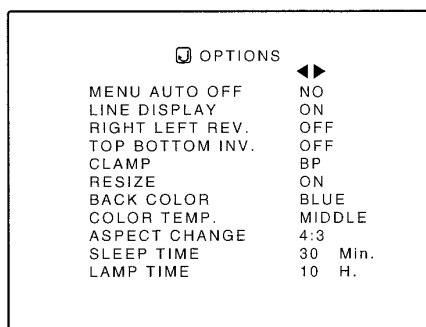 OPTIONS
◀▶
MENU AUTO OFF NO
LINE DISPLAY ON
RIGHT LEFT REV. OFF
TOP BOTTOM INV. OFF
CLAMP BP
RESIZE ON
BACK COLOR BLUE
COLOR TEMP. MIDDLE
ASPECT CHANGE 4:3
SLEEP TIME 30 Min.
LAMP TIME 10 H.